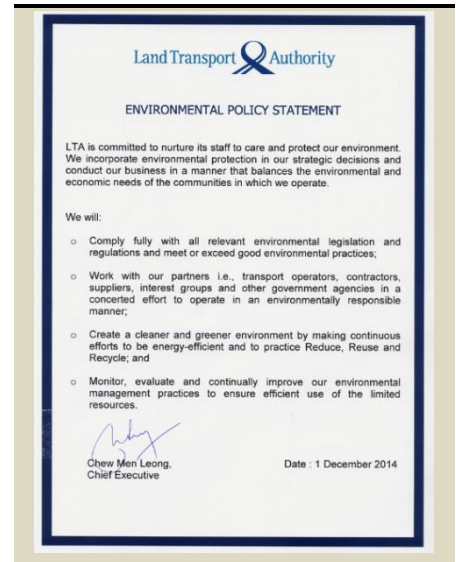 Land Transport Authority
ENVIRONMENTAL POLICY STATEMENT
LTA is committed to nurture its staff to care and protect our environment.
We incorporate environmental protection in our strategic decisions and
conduct our business in a manner that balances the environmental and
economic needs of the communities in which we operate.
We will:
o Comply fully with all relevant environmental legislation and
regulations and meet or exceed good environmental practices;
o Work with our partners i.e., transport operators, contractors,
suppliers, interest groups and other government agencies in a
concerted effort to operate in an environmentally responsible
manner;
o Create a cleaner and greener environment by making continuous
efforts to be energy-efficient and to practice Reduce, Reuse and
Recycle; and
o Monitor, evaluate and continually improve our environmental
management practices to ensure efficient use of the limited
resources.
Chew Men Leong,
Chief Executive
Date : 1 December 2014